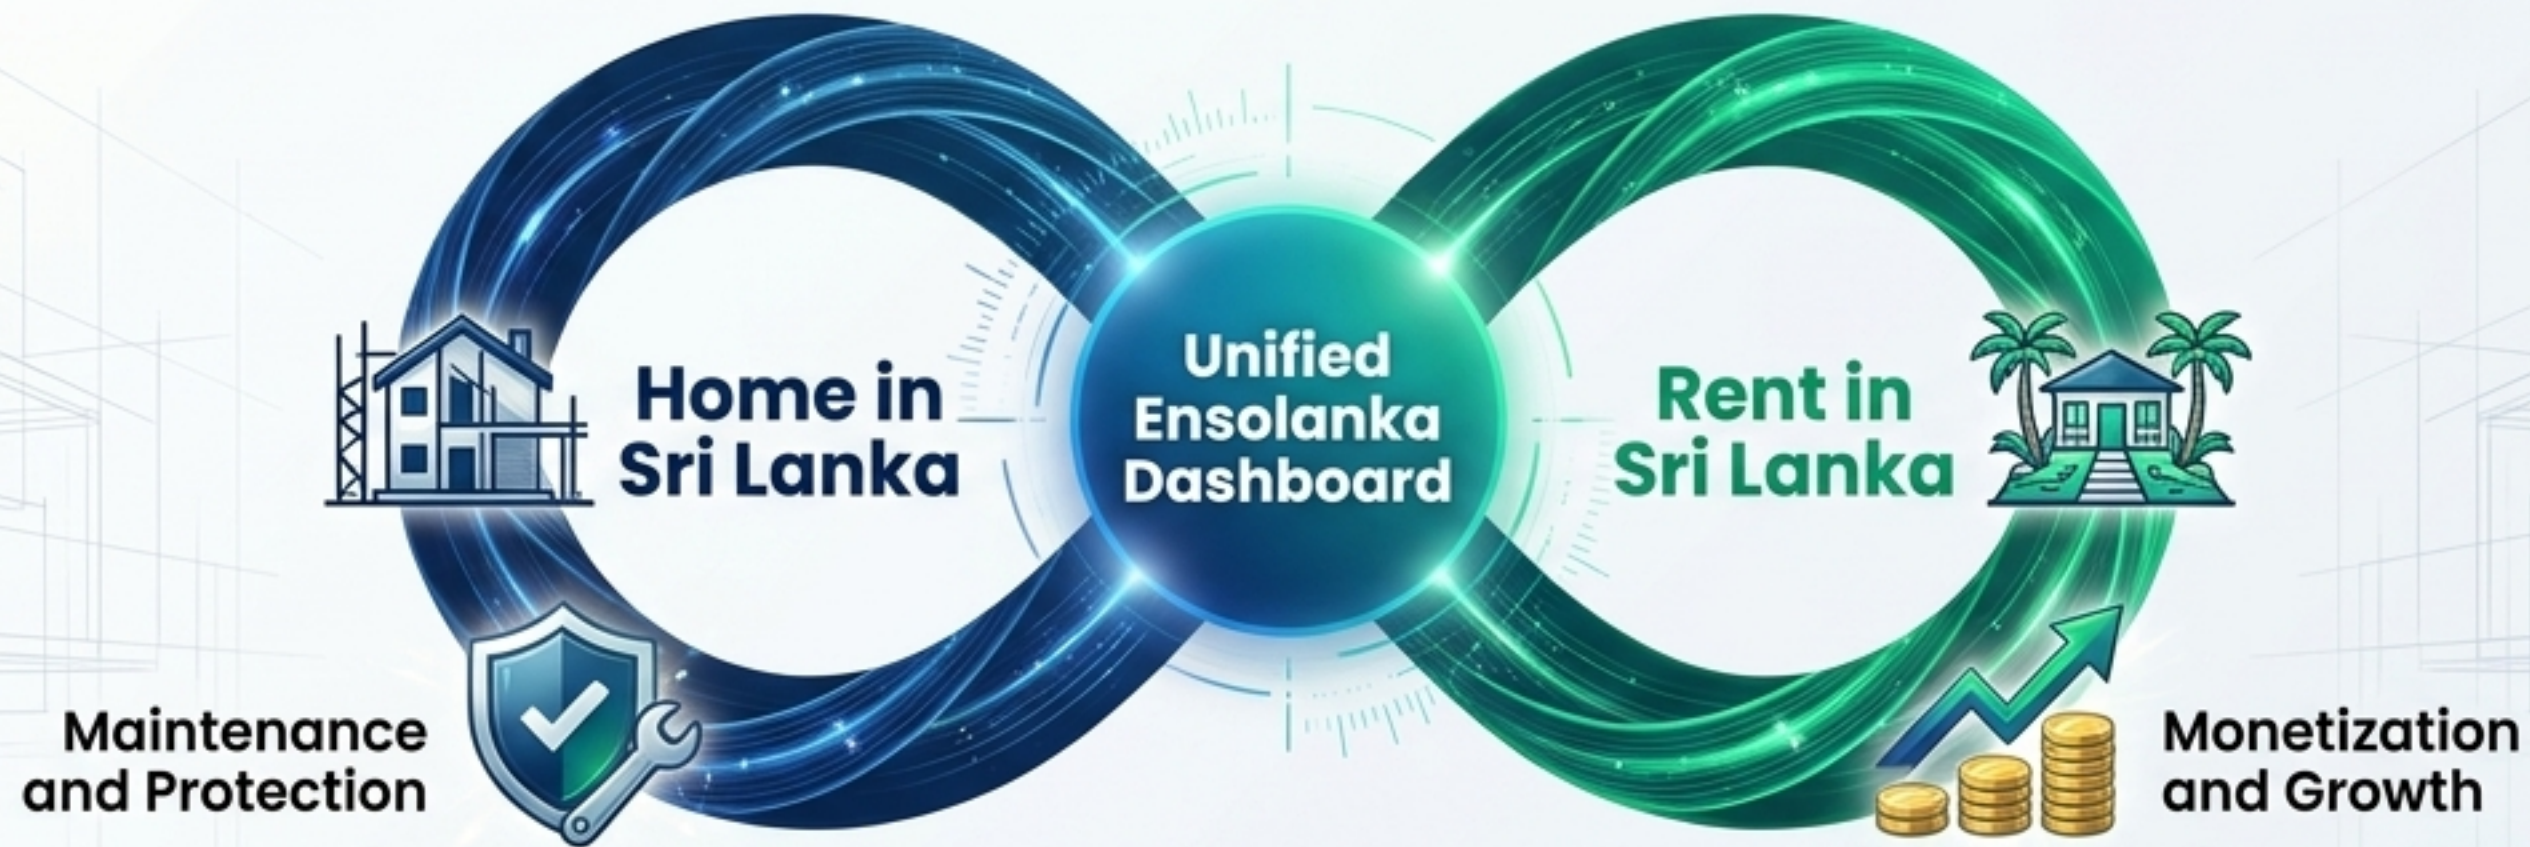 Home in
Sri Lanka
Unified
Ensolanka
Dashboard
Rent in
Sri Lanka
Maintenance
and Protection
Monetization
and Growth